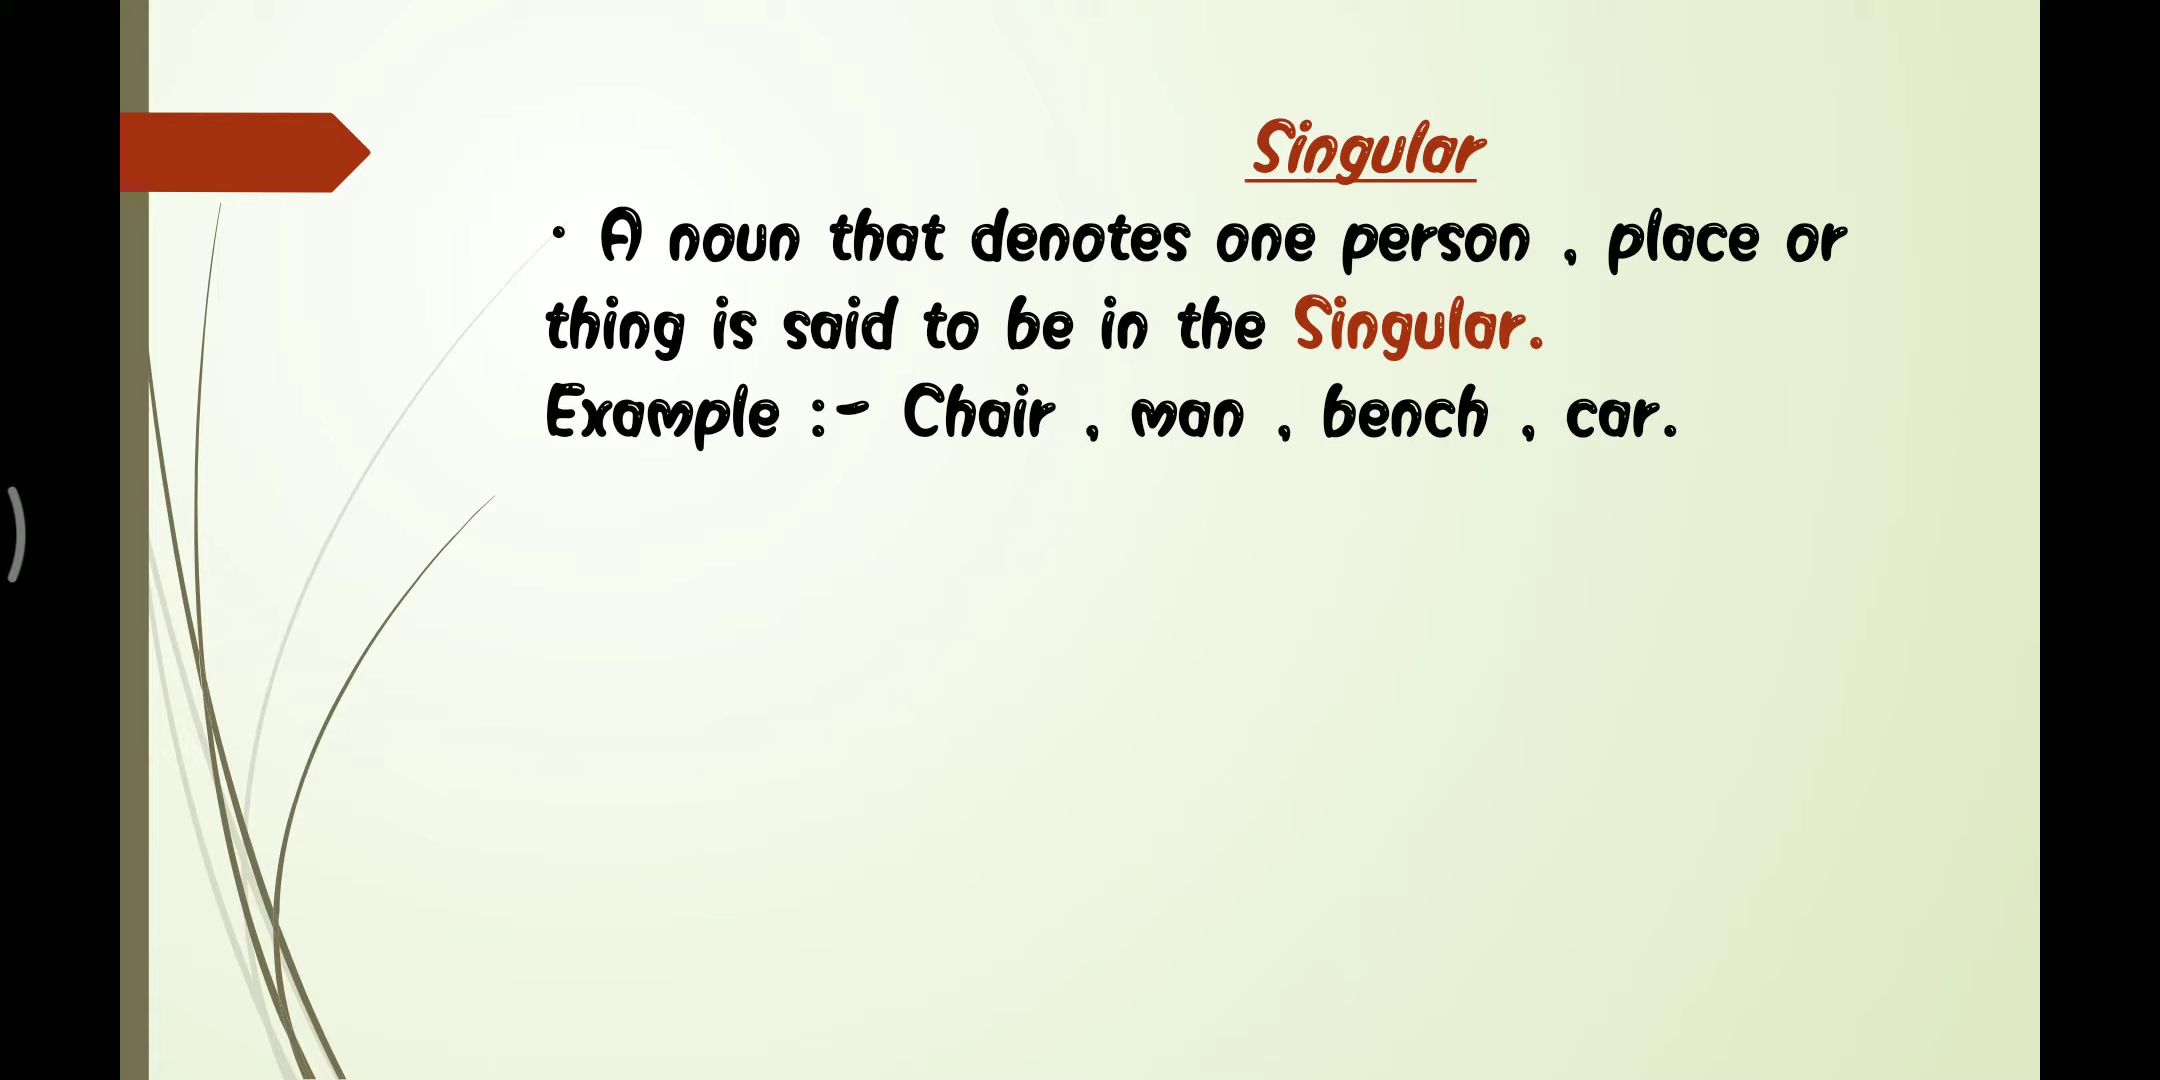 Singular
• A noun that denotes one person , place or
thing is said to be in the Singular.
Example :- Chair , man , bench , car.